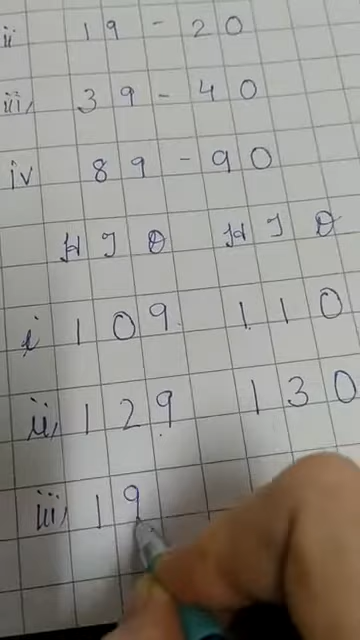 ii 19 - 20
iii, 39 - 40
iv 89 - 90
H T O H T O
i 109. 110
ii, 129 130
iii, 19